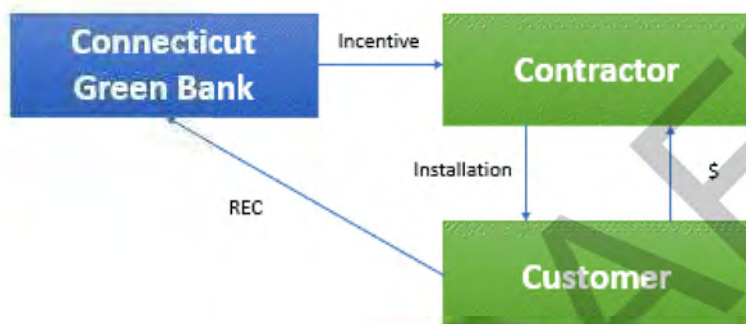 Connecticut
Green Bank
Incentive
Contractor
Installation
$
REC
Customer